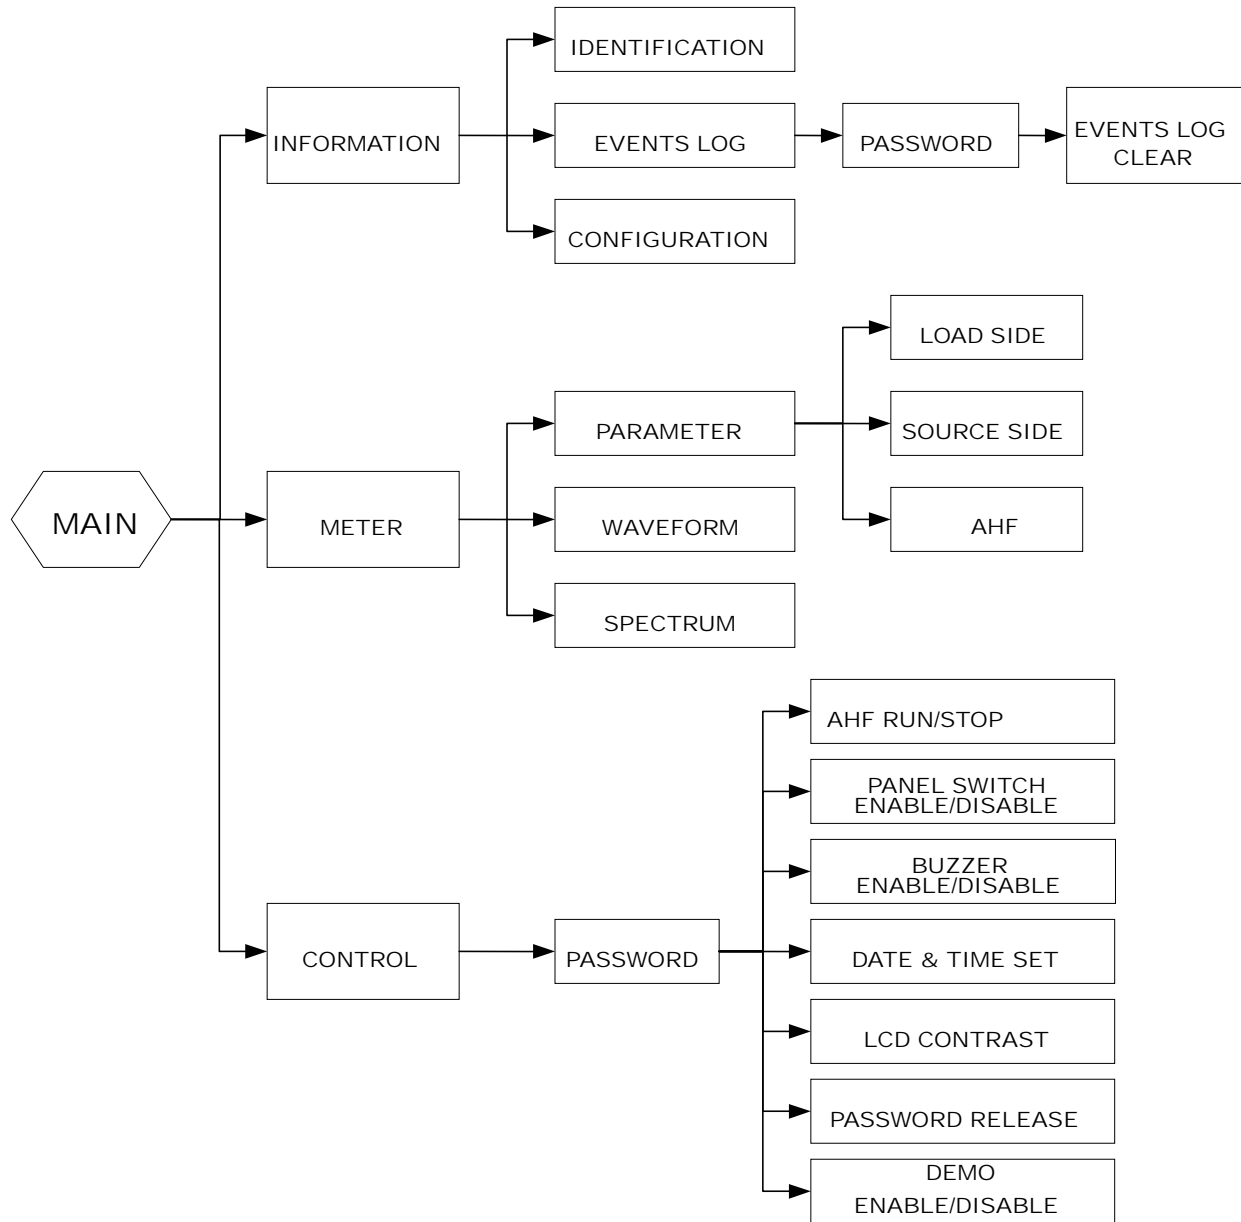 IDENTIFICATION
INFORMATION
EVENTS LOG
PASSWORD
EVENTS LOG
CLEAR
CONFIGURATION
LOAD SIDE
PARAMETER
SOURCE SIDE
MAIN
METER
WAVEFORM
AHF
SPECTRUM
AHF RUN/STOP
PANEL SWITCH
ENABLE/DISABLE
BUZZER
ENABLE/DISABLE
CONTROL
PASSWORD
DATE & TIME SET
LCD CONTRAST
PASSWORD RELEASE
DEMO
ENABLE/DISABLE